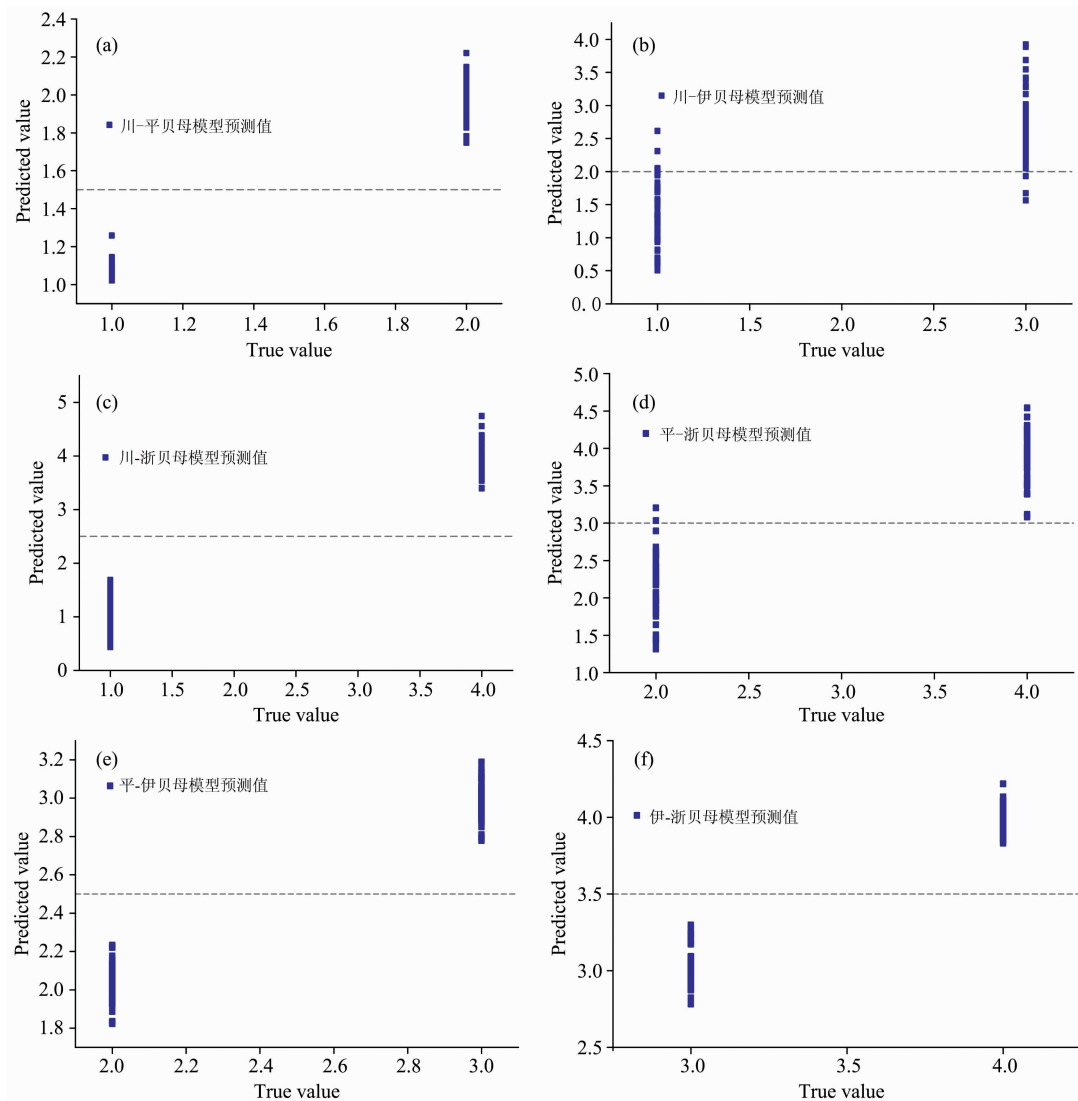 (a)
川-平贝母模型预测值
Predicted value
2.4
2.2
2.0
1.8
1.6
1.4
1.2
1.0
1.0 1.2 1.4 1.6 1.8 2.0
True value
(b)
川-伊贝母模型预测值
Predicted value
4.0
3.5
3.0
2.5
2.0
1.5
1.0
0.5
0.0
1.0 1.5 2.0 2.5 3.0
True value
(c)
川-浙贝母模型预测值
Predicted value
5
4
3
2
1
0
1.0 1.5 2.0 2.5 3.0 3.5 4.0
True value
(d)
平-浙贝母模型预测值
Predicted value
5.0
4.5
4.0
3.5
3.0
2.5
2.0
1.5
1.0
2.0 2.5 3.0 3.5 4.0
True value
(e)
平-伊贝母模型预测值
Predicted value
3.2
3.0
2.8
2.6
2.4
2.2
2.0
1.8
2.0 2.2 2.4 2.6 2.8 3.0
True value
(f)
伊-浙贝母模型预测值
Predicted value
4.5
4.0
3.5
3.0
2.5
3.0 3.5 4.0
True value